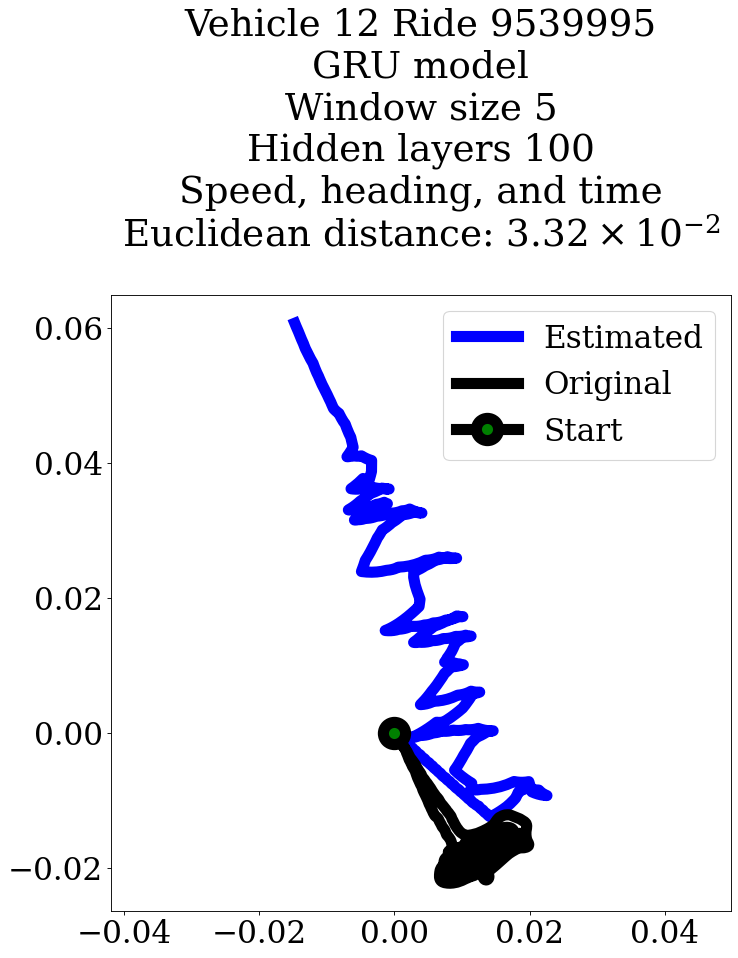 Vehicle 12 Ride 9539995
GRU model
Window size 5
Hidden layers 100
Speed, heading, and time
Euclidean distance: 3.32 × 10⁻²
Estimated
Original
Start
0.06
0.04
0.02
0.00
−0.02
−0.04 −0.02 0.00 0.02 0.04